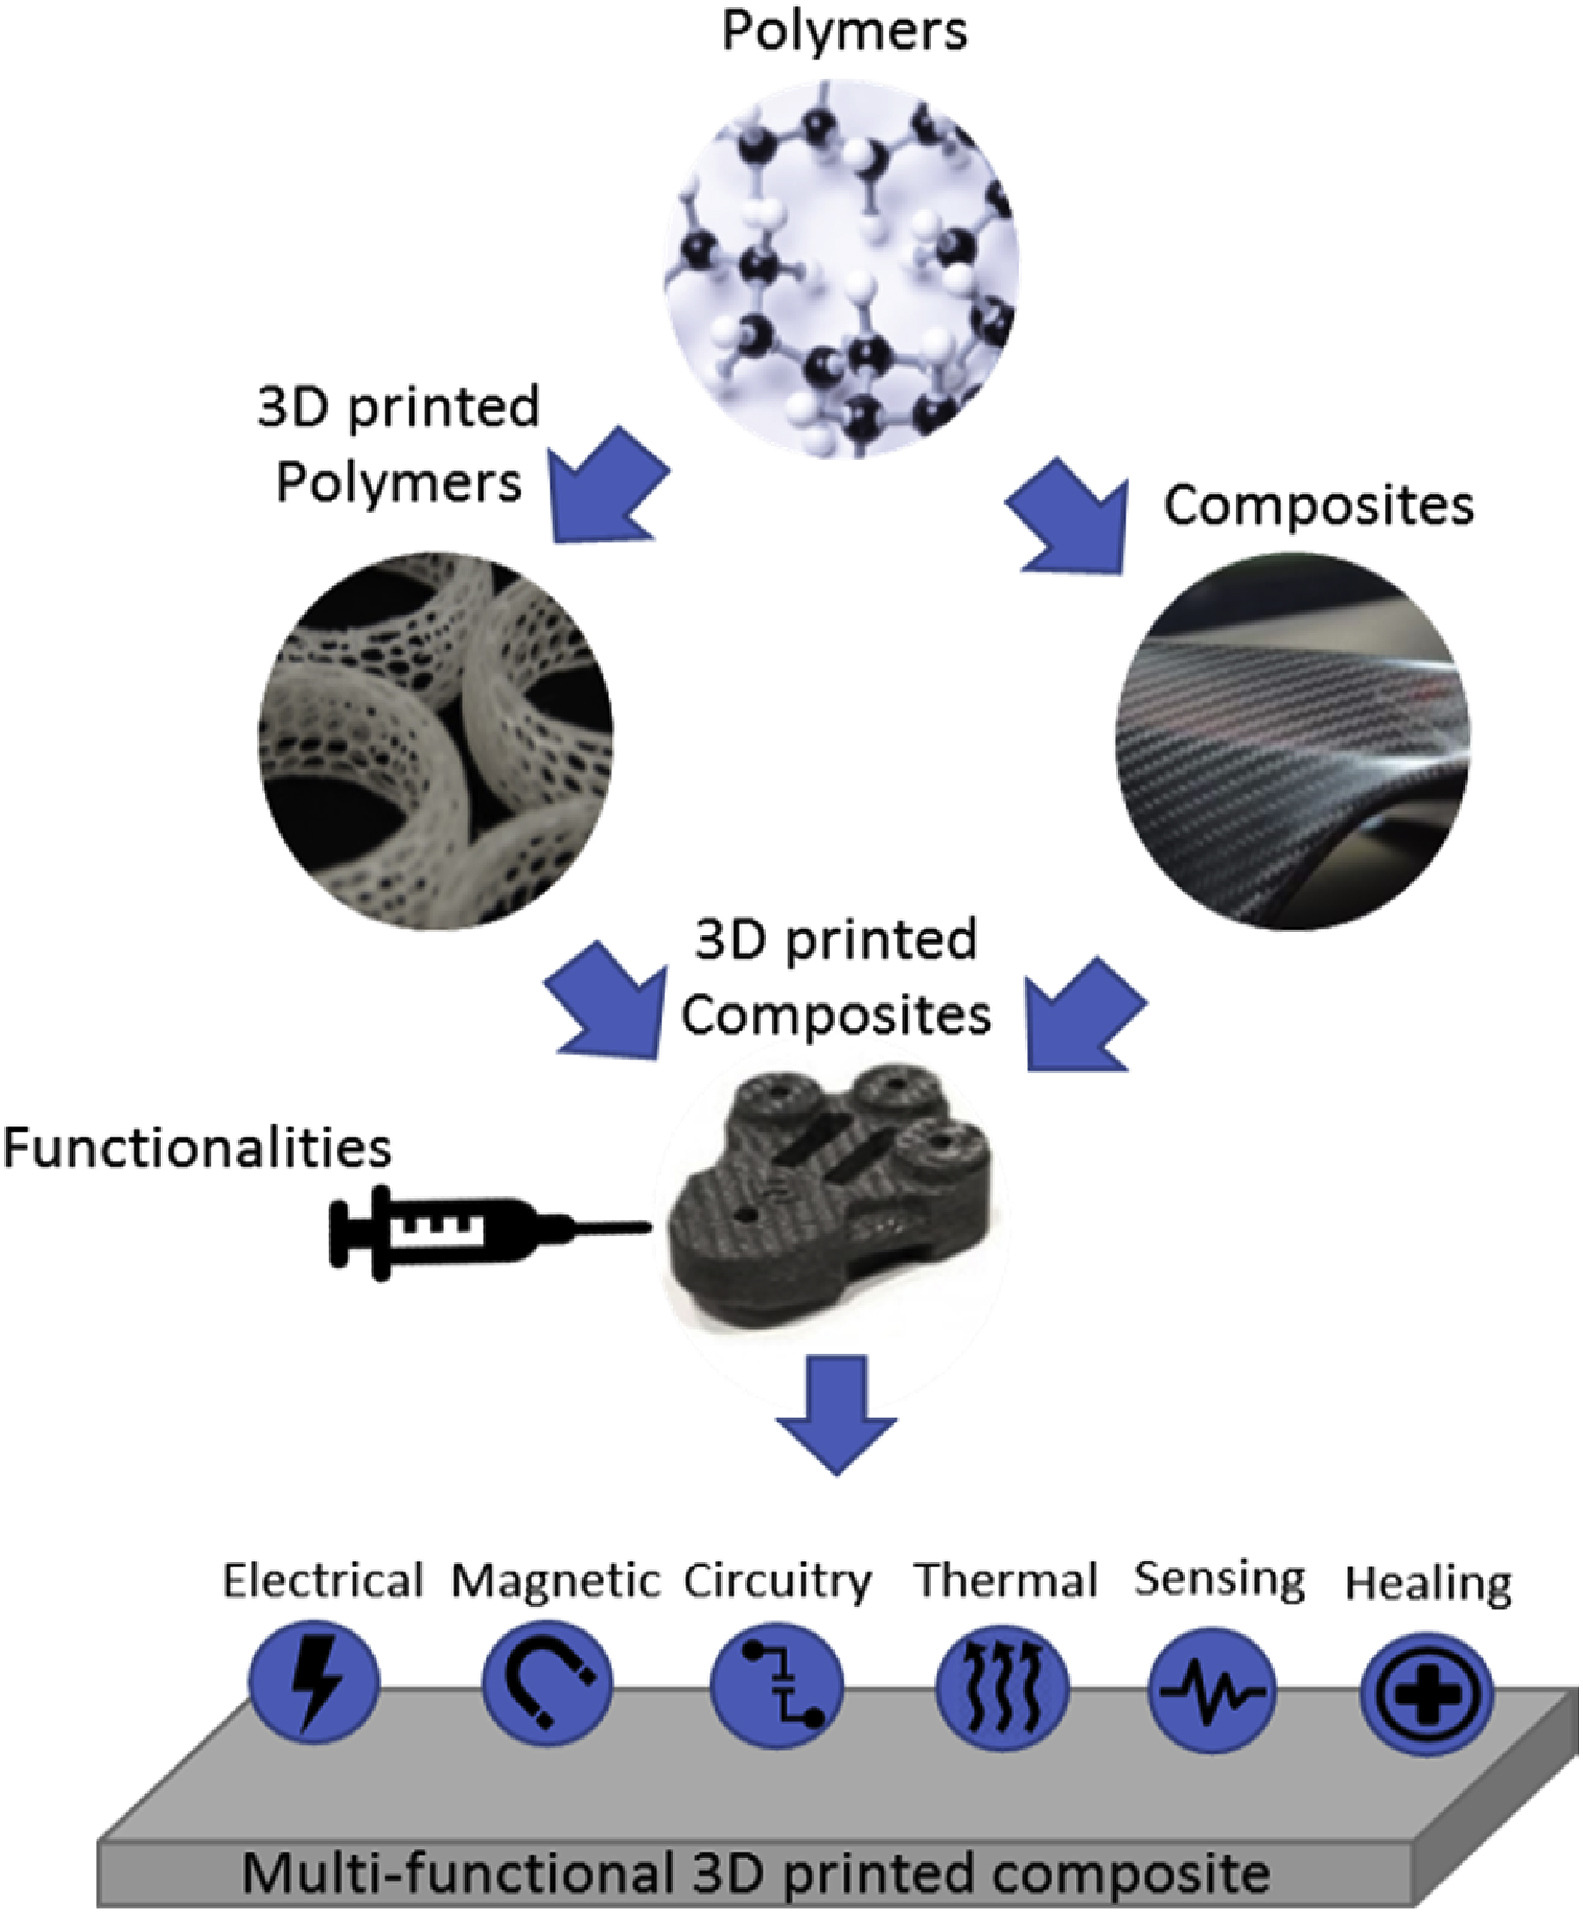 Polymers
3D printed
Polymers
Composites
3D printed
Composites
Functionalities
Electrical
Magnetic
Circuitry
Thermal
Sensing
Healing
Multi-functional 3D printed composite